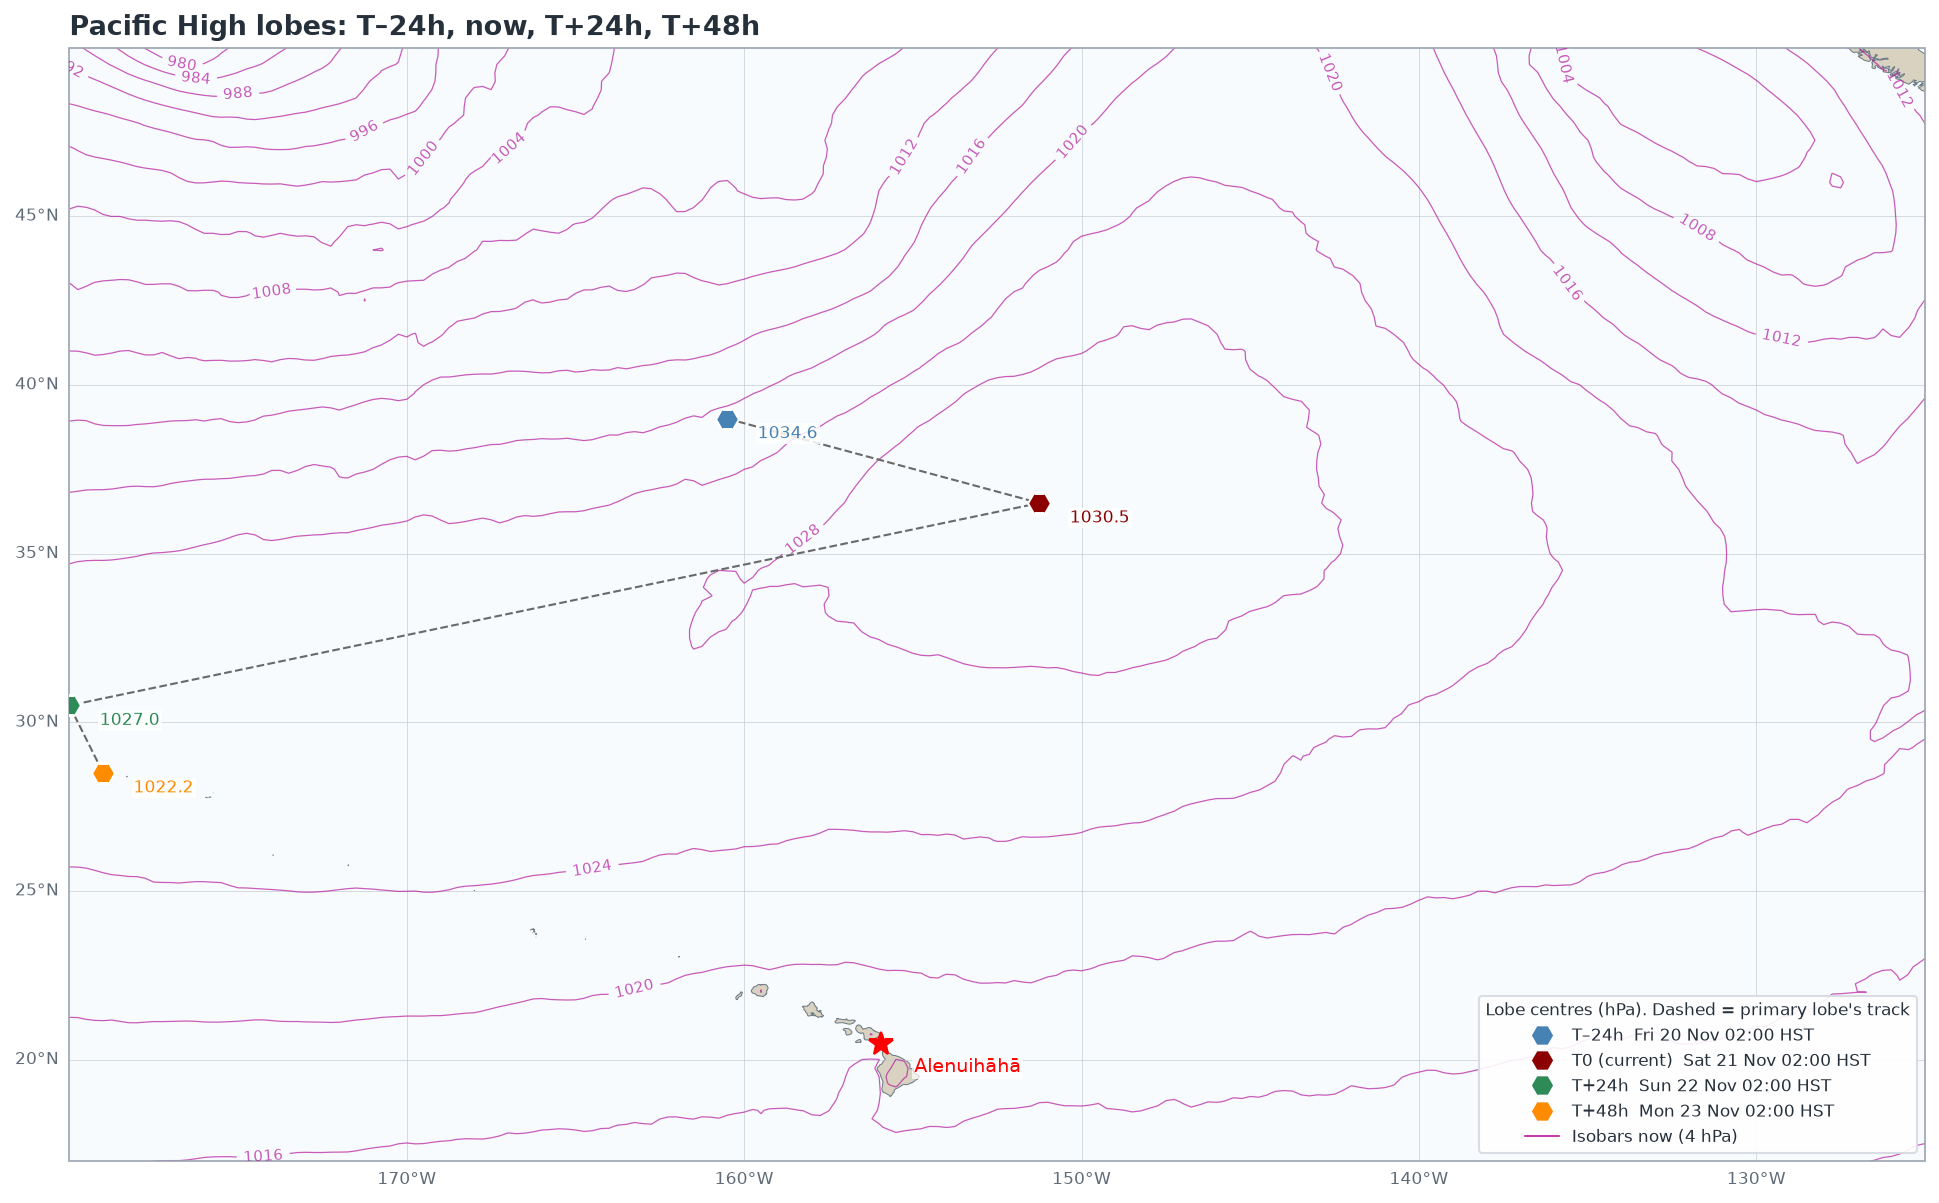 Pacific High lobes: T–24h, now, T+24h, T+48h
980
984
92
988
996
1000
1004
1012
1016
1020
1020
1004
1012
1008
1016
1012
1008
45°N
40°N
1034.6
1030.5
1028
35°N
1027.0
30°N
1022.2
1024
25°N
1020
20°N
Alenuihāhā
1016
Lobe centres (hPa). Dashed = primary lobe's track
T–24h Fri 20 Nov 02:00 HST
T0 (current) Sat 21 Nov 02:00 HST
T+24h Sun 22 Nov 02:00 HST
T+48h Mon 23 Nov 02:00 HST
Isobars now (4 hPa)
170°W
160°W
150°W
140°W
130°W